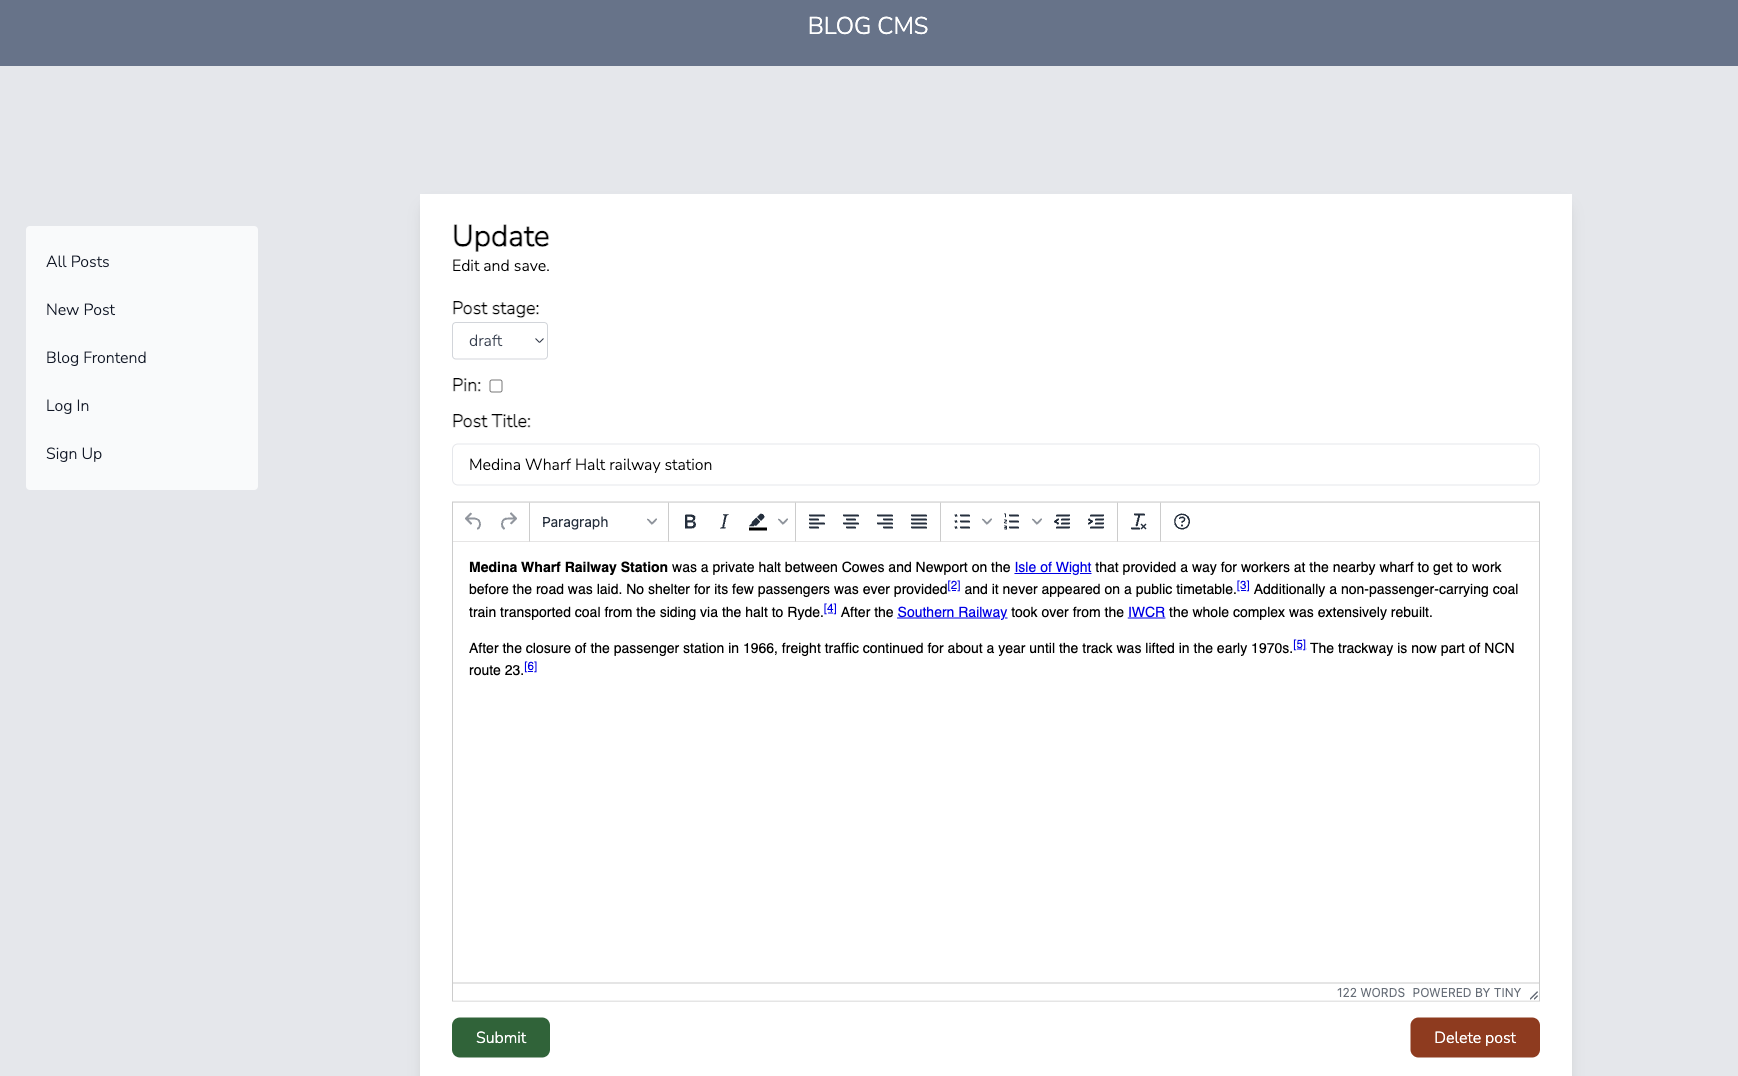 BLOG CMS
All Posts
New Post
Blog Frontend
Log In
Sign Up
Update
Edit and save.
Post stage:
draft
Pin:
Post Title:
Medina Wharf Halt railway station
Paragraph
B I
Medina Wharf Railway Station was a private halt between Cowes and Newport on the Isle of Wight that provided a way for workers at the nearby wharf to get to work
before the road was laid. No shelter for its few passengers was ever provided[2] and it never appeared on a public timetable.[3] Additionally a non-passenger-carrying coal
train transported coal from the siding via the halt to Ryde.[4] After the Southern Railway took over from the IWCR the whole complex was extensively rebuilt.
After the closure of the passenger station in 1966, freight traffic continued for about a year until the track was lifted in the early 1970s.[5] The trackway is now part of NCN
route 23.[6]
122 WORDS POWERED BY TINY
Submit
Delete post